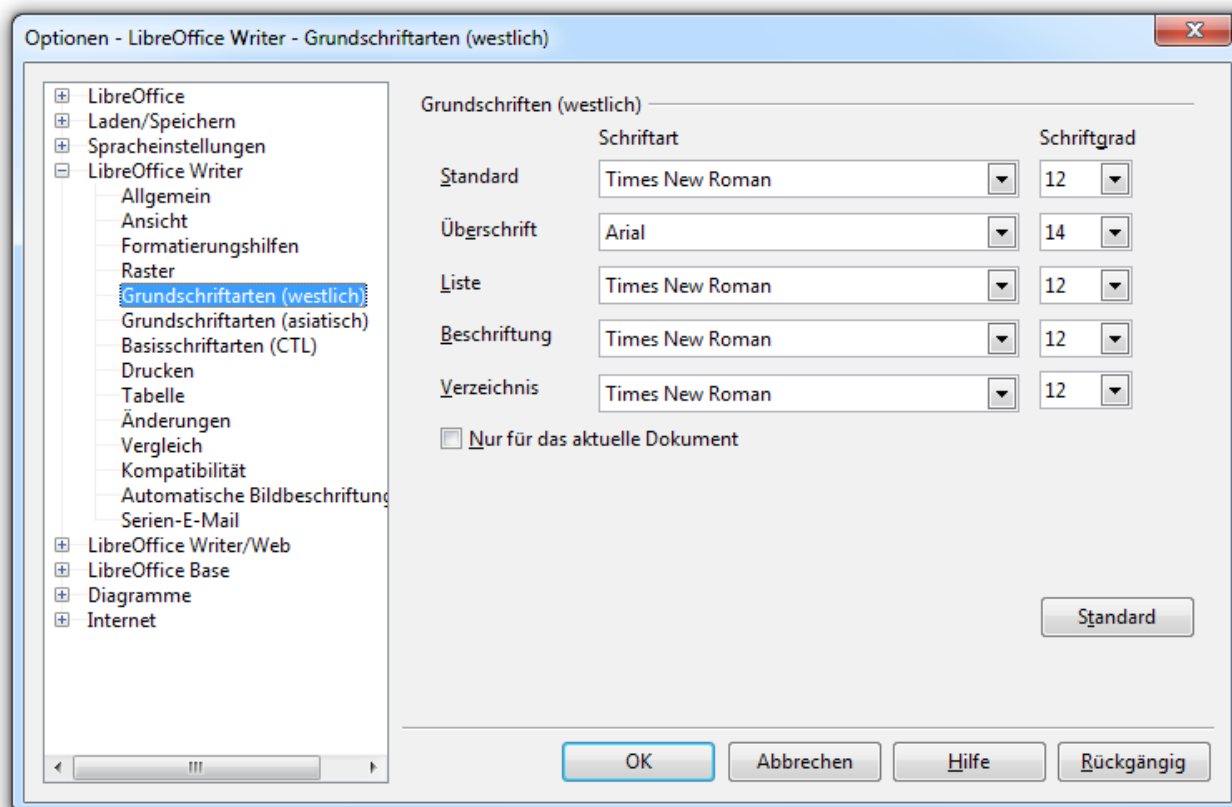 Optionen - LibreOffice Writer - Grundschriftarten (westlich)
LibreOffice
Laden/Speichern
Spracheinstellungen
LibreOffice Writer
Allgemein
Ansicht
Formatierungshilfen
Raster
Grundschriftarten (westlich)
Grundschriftarten (asiatisch)
Basisschriftarten (CTL)
Drucken
Tabelle
Änderungen
Vergleich
Kompatibilität
Automatische Bildbeschriftung
Serien-E-Mail
LibreOffice Writer/Web
LibreOffice Base
Diagramme
Internet
Grundschriften (westlich)
Schriftart Schriftgrad
Standard Times New Roman 12
Überschrift Arial 14
Liste Times New Roman 12
Beschriftung Times New Roman 12
Verzeichnis Times New Roman 12
Nur für das aktuelle Dokument
Standard
OK Abbrechen Hilfe Rückgängig